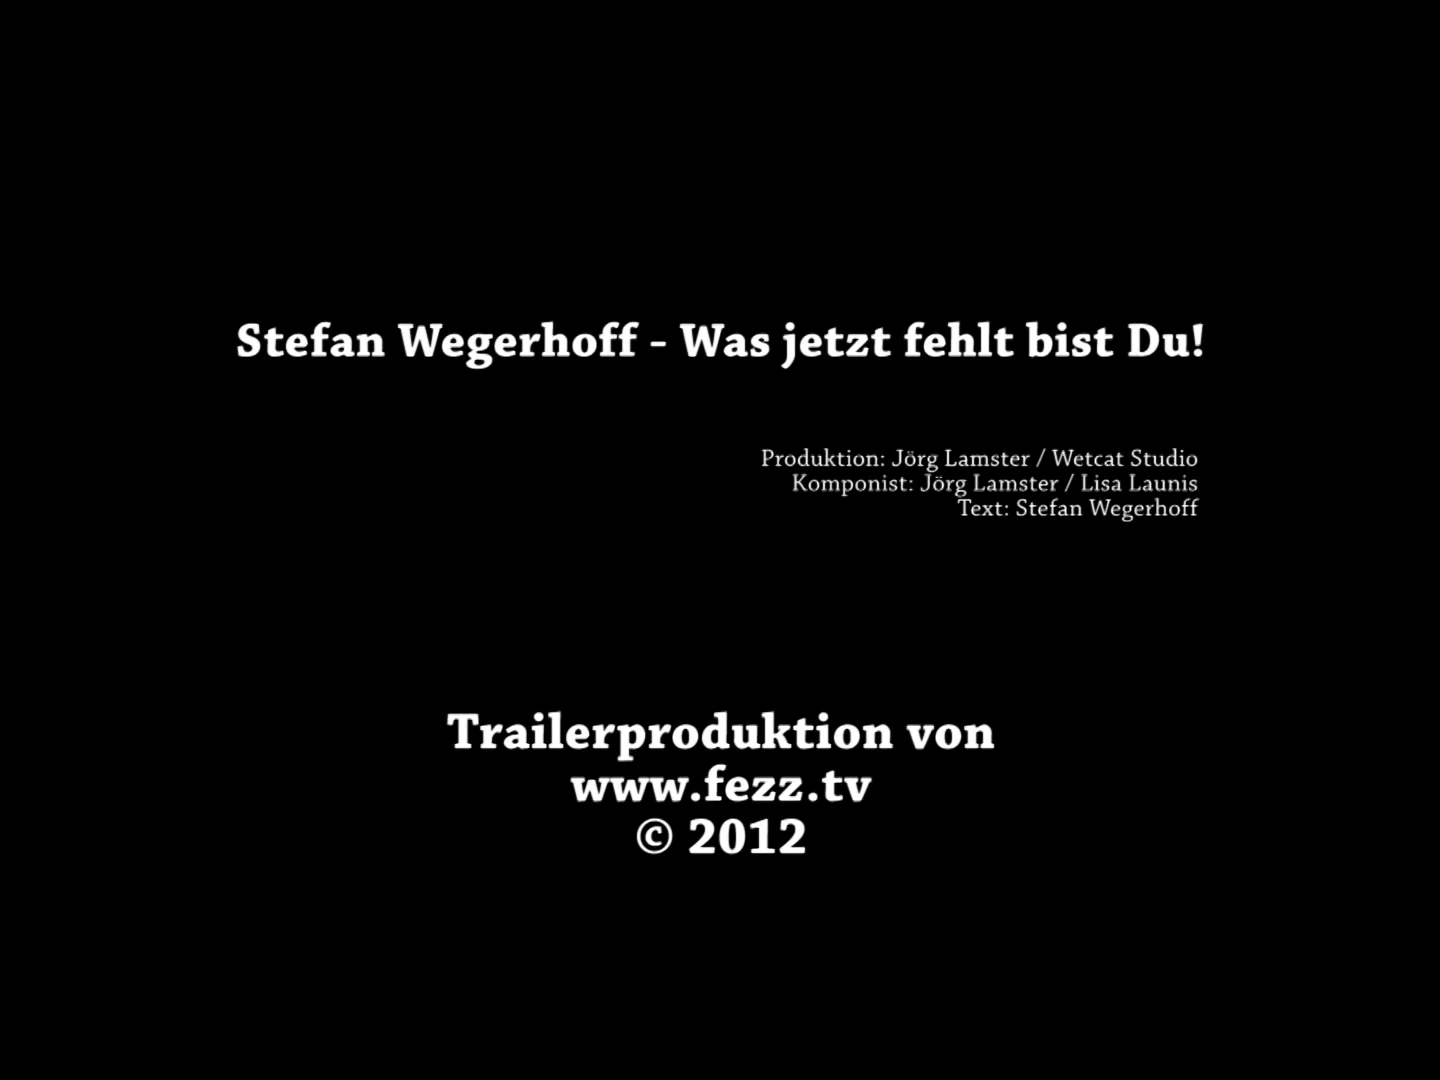 Stefan Wegerhoff - Was jetzt fehlt bist Du!
Produktion: Jörg Lamster / Wetcat Studio
Komponist: Jörg Lamster / Lisa Launis
Text: Stefan Wegerhoff
Trailerproduktion von
www.fezz.tv
© 2012